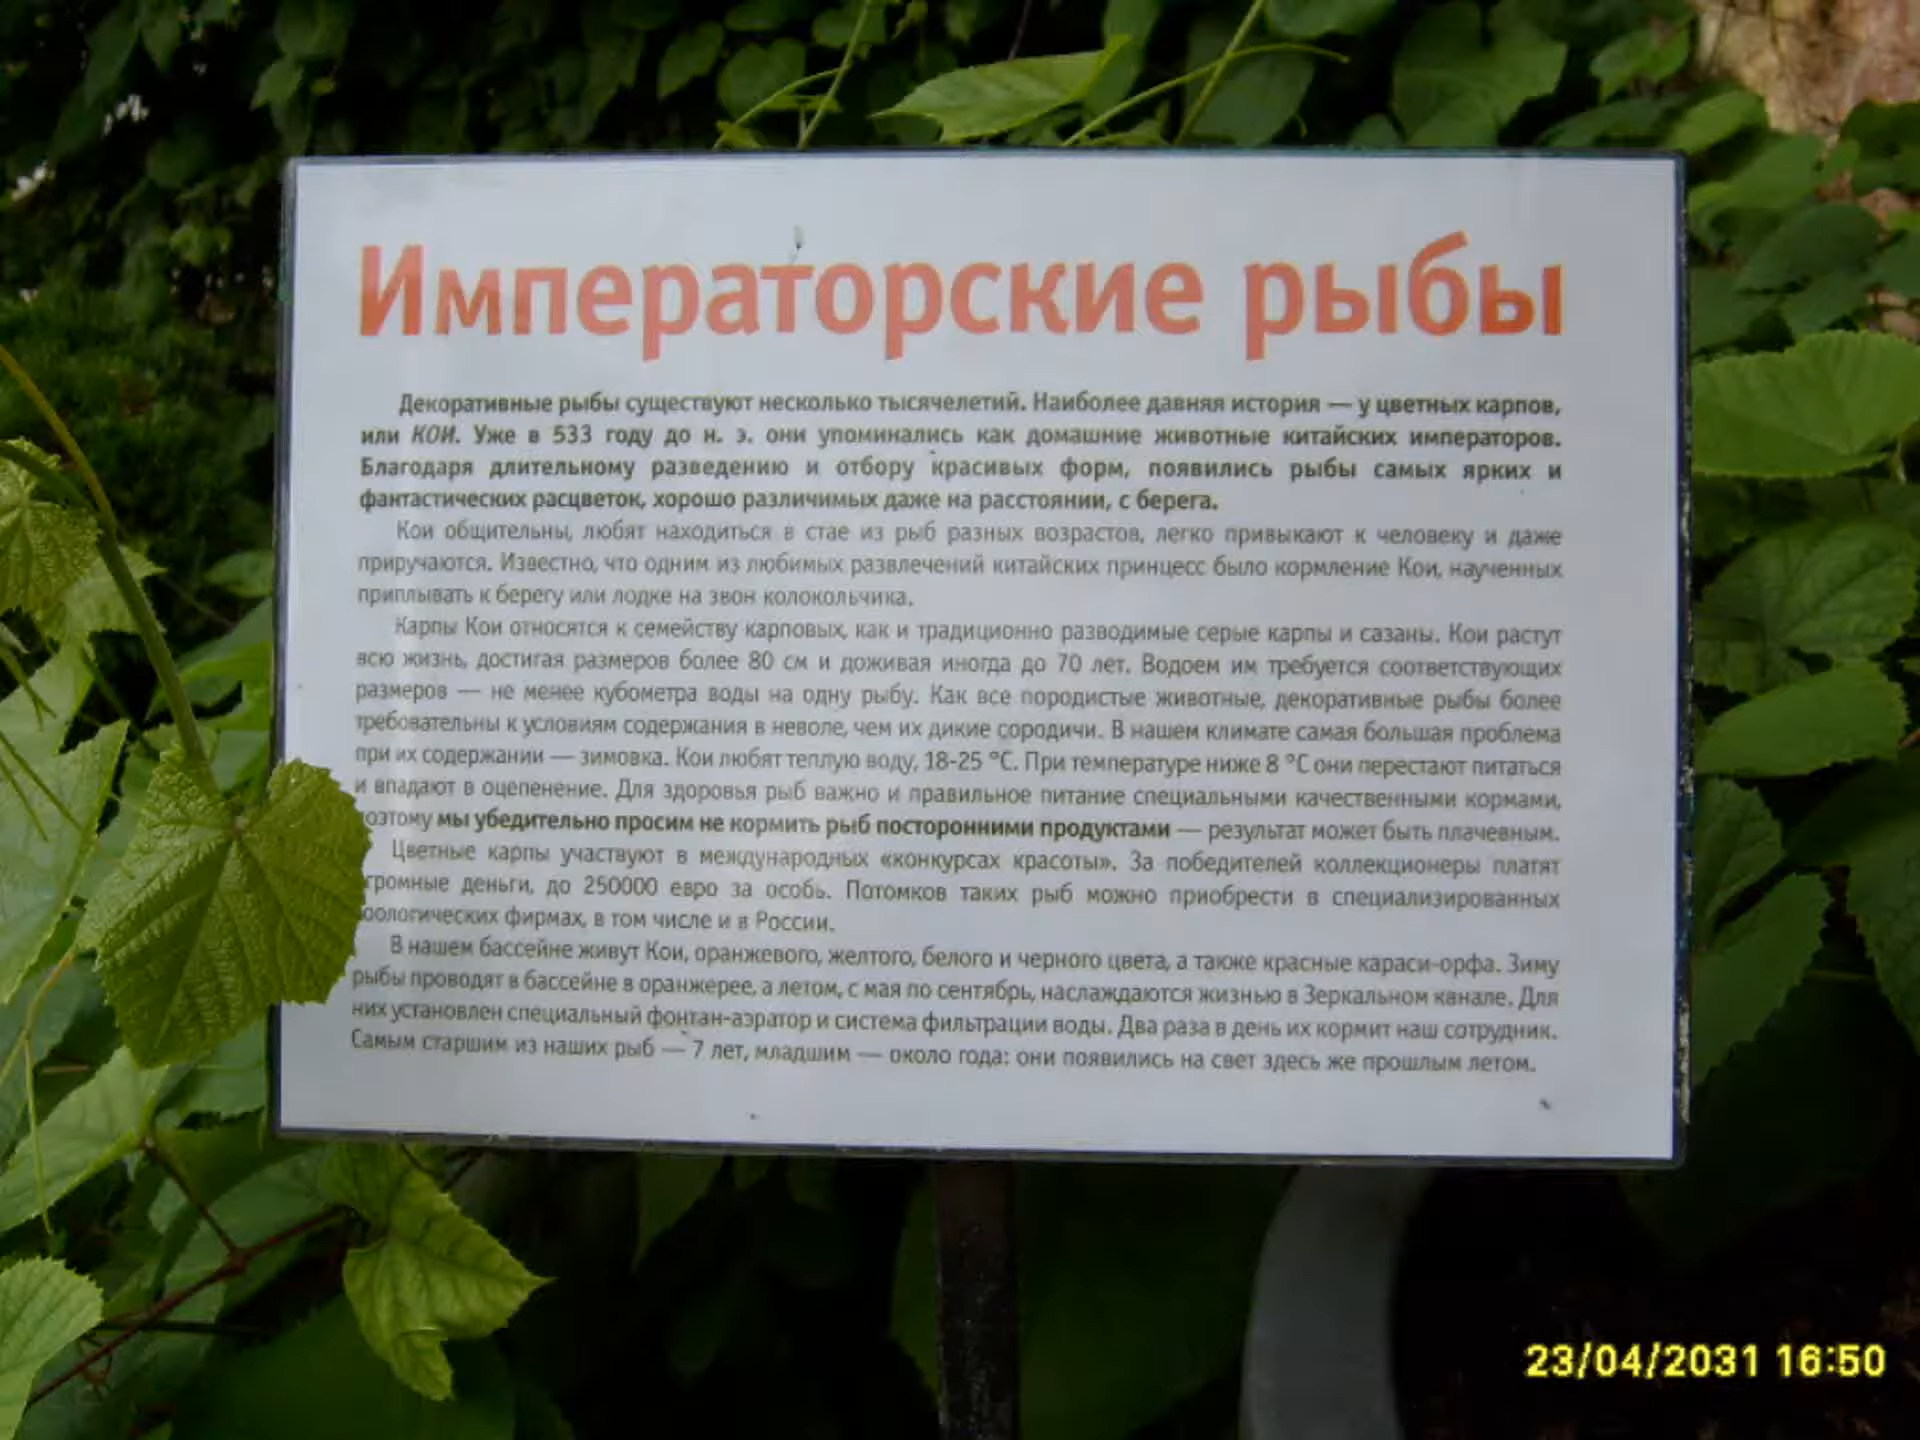 Императорские рыбы
Декоративные рыбы существуют несколько тысячелетий. Наиболее давняя история — у цветных карпов,
или КОИ. Уже в 533 году до н. э. они упоминались как домашние животные китайских императоров.
Благодаря длительному разведению и отбору красивых форм, появились рыбы самых ярких и
фантастических расцветок, хорошо различимых даже на расстоянии, с берега.
Кои общительны, любят находиться в стае из рыб разных возрастов, легко привыкают к человеку и даже
приручаются. Известно, что одним из любимых развлечений китайских принцесс было кормление Кои, наученных
приплывать к берегу или лодке на звон колокольчика.
Карпы Кои относятся к семейству карповых, как и традиционно разводимые серые карпы и сазаны. Кои растут
всю жизнь, достигая размеров более 80 см и доживая иногда до 70 лет. Водоем им требуется соответствующих
размеров — не менее кубометра воды на одну рыбу. Как все породистые животные, декоративные рыбы более
требовательны к условиям содержания в неволе, чем их дикие сородичи. В нашем климате самая большая проблема
при их содержании — зимовка. Кои любят теплую воду, 18-25 °С. При температуре ниже 8 °С они перестают питаться
и впадают в оцепенение. Для здоровья рыб важно и правильное питание специальными качественными кормами,
поэтому мы убедительно просим не кормить рыб посторонними продуктами — результат может быть плачевным.
Цветные карпы участвуют в международных «конкурсах красоты». За победителей коллекционеры платят
громные деньги, до 250000 евро за особь. Потомков таких рыб можно приобрести в специализированных
оологических фирмах, в том числе и в России.
В нашем бассейне живут Кои, оранжевого, желтого, белого и черного цвета, а также красные караси-орфа. Зиму
рыбы проводят в бассейне в оранжерее, а летом, с мая по сентябрь, наслаждаются жизнью в Зеркальном канале. Для
них установлен специальный фонтан-аэратор и система фильтрации воды. Два раза в день их кормит наш сотрудник.
Самым старшим из наших рыб — 7 лет, младшим — около года: они появились на свет здесь же прошлым летом.
23/04/2031 16:50